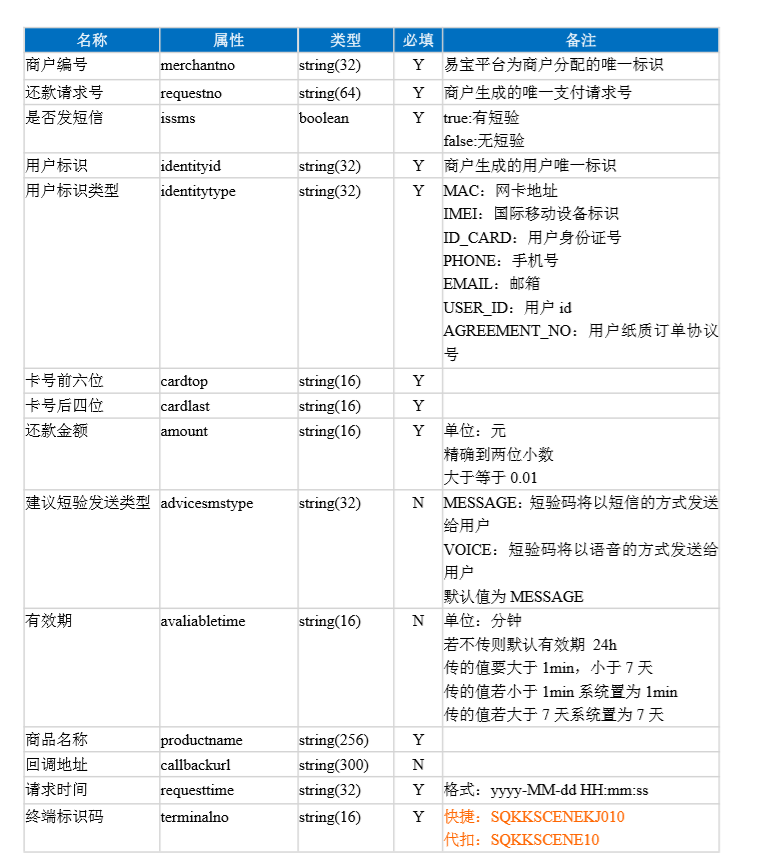 名称 属性 类型 必填 备注
商户编号 merchantno string(32) Y 易宝平台为商户分配的唯一标识
还款请求号 requestno string(64) Y 商户生成的唯一支付请求号
是否发短信 issms boolean Y true:有短验
false:无短验
用户标识 identityid string(32) Y 商户生成的用户唯一标识
用户标识类型 identitytype string(32) Y MAC：网卡地址
IMEI：国际移动设备标识
ID_CARD：用户身份证号
PHONE：手机号
EMAIL：邮箱
USER_ID：用户 id
AGREEMENT_NO：用户纸质订单协议
号
卡号前六位 cardtop string(16) Y
卡号后四位 cardlast string(16) Y
还款金额 amount string(16) Y 单位：元
精确到两位小数
大于等于 0.01
建议短验发送类型 advicesmstype string(32) N MESSAGE：短验码将以短信的方式发送
给用户
VOICE：短验码将以语音的方式发送给
用户
默认值为 MESSAGE
有效期 avaliabletime string(16) N 单位：分钟
若不传则默认有效期 24h
传的值要大于 1min，小于 7 天
传的值若小于 1min 系统置为 1min
传的值若大于 7 天系统置为 7 天
商品名称 productname string(256) Y
回调地址 callbackurl string(300) N
请求时间 requesttime string(32) Y 格式：yyyy-MM-dd HH:mm:ss
终端标识码 terminalno string(16) Y 快捷：SQKKSCENEKJ010
代扣：SQKKSCENE10